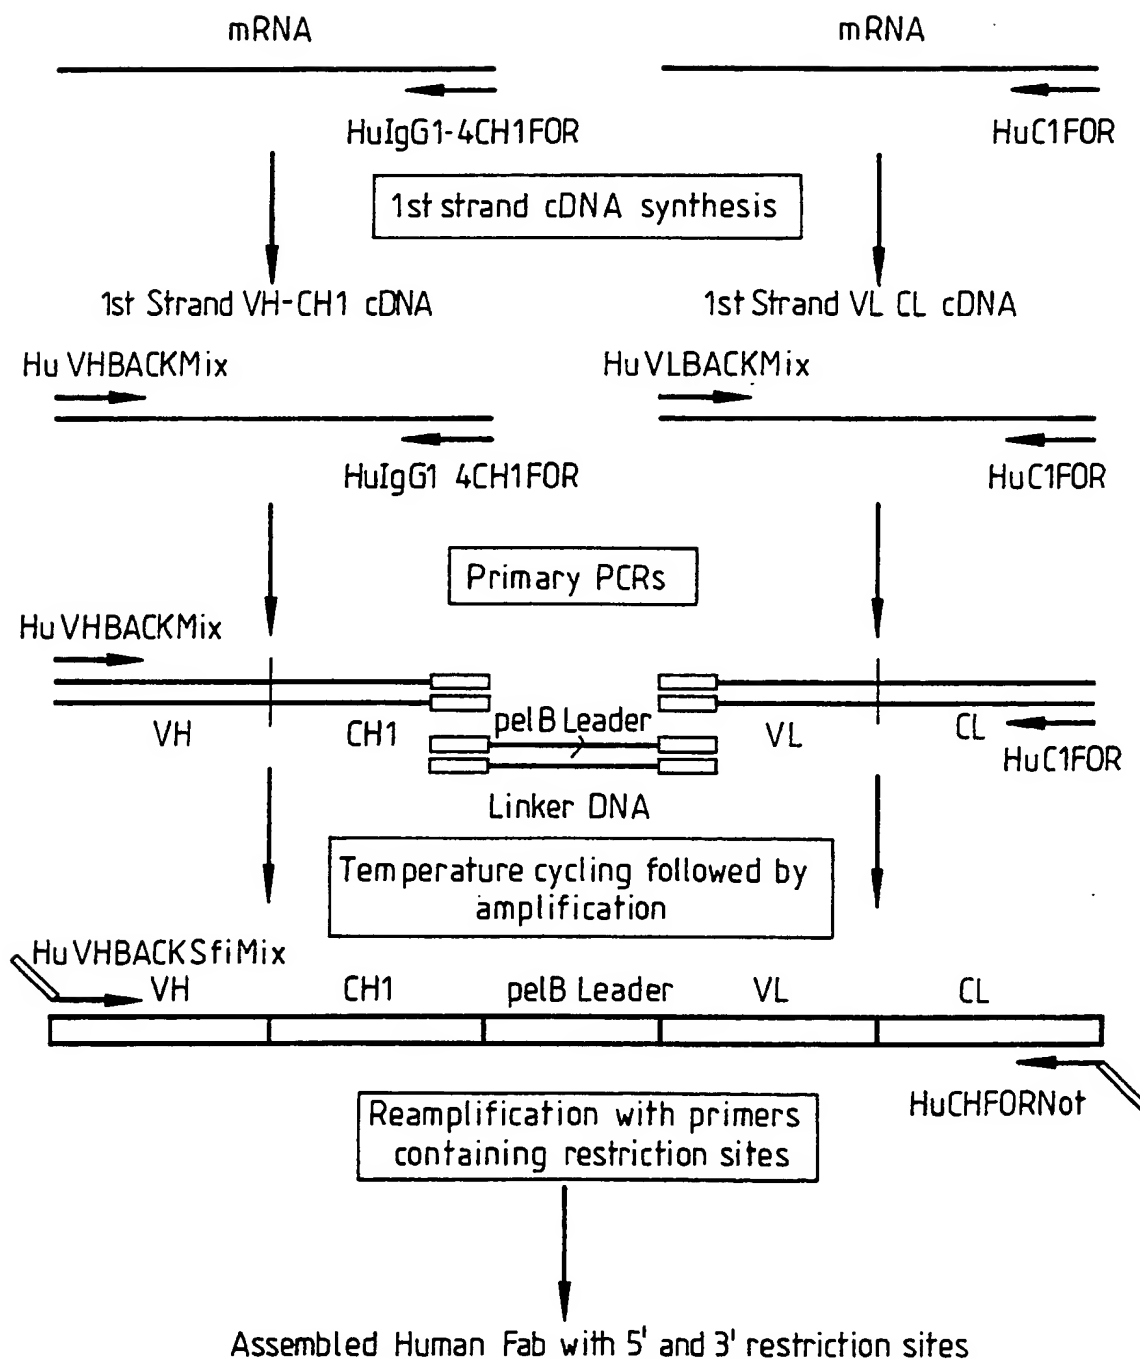 mRNA
mRNA
HuIgG1-4CH1FOR
HuC1FOR
1st strand cDNA synthesis
1st Strand VH-CH1 cDNA
1st Strand VL CL cDNA
Hu VHBACKMix
Hu VLBACKMix
HuIgG1 4CH1FOR
HuC1FOR
Primary PCRs
Hu VHBACKMix
VH
CH1
pelB Leader
VL
CL
HuC1FOR
Linker DNA
Temperature cycling followed by
amplification
HuVHBACKSfiMix
VH
CH1
pelB Leader
VL
CL
HuCHFORNot
Reamplification with primers
containing restriction sites
Assembled Human Fab with 5' and 3' restriction sites